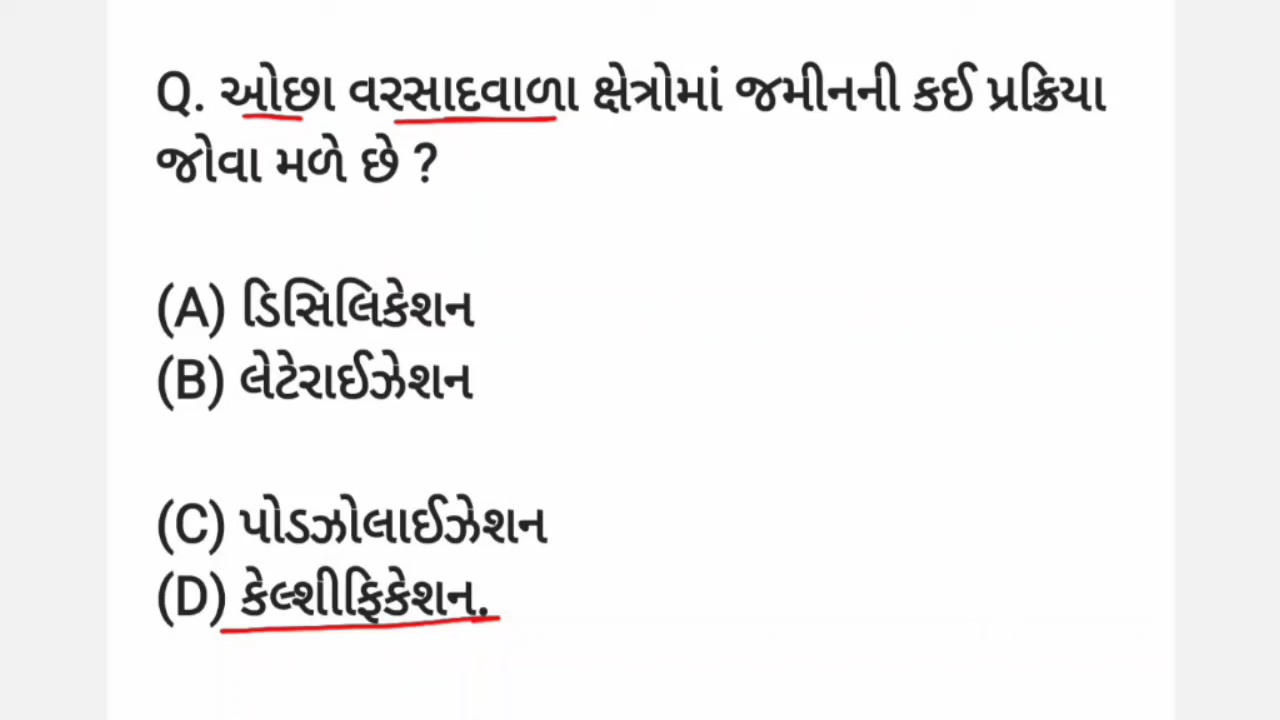 Q. ઓછા વરસાદવાળા ક્ષેત્રોમાં જમીનની કઈ પ્રક્રિયા
જોવા મળે છે ?
(A) ડિસિલિકેશન
(B) લેટેરાઈઝેશન
(C) પોડઝોલાઈઝેશન
(D) કેલ્શીફિકેશન.